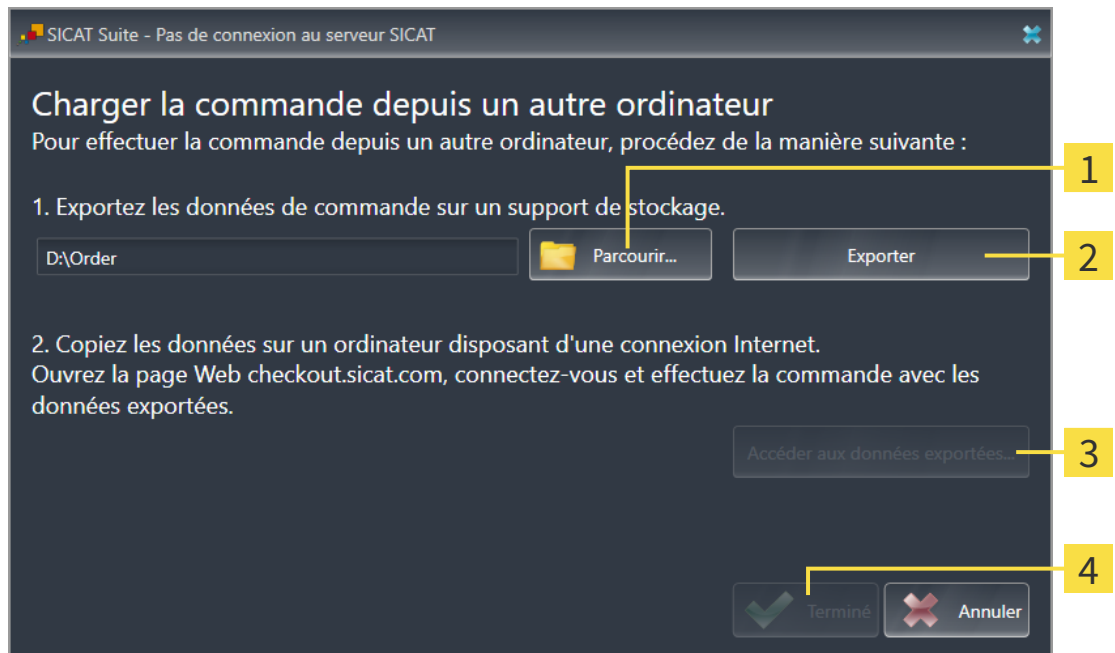 SICAT Suite - Pas de connexion au serveur SICAT
Charger la commande depuis un autre ordinateur
Pour effectuer la commande depuis un autre ordinateur, procédez de la manière suivante :
1
1. Exportez les données de commande sur un support de stockage.
D:\Order
Parcourir...
Exporter
2
2. Copiez les données sur un ordinateur disposant d'une connexion Internet.
Ouvrez la page Web checkout.sicat.com, connectez-vous et effectuez la commande avec les
données exportées.
Accéder aux données exportées...
3
4
Terminé
Annuler